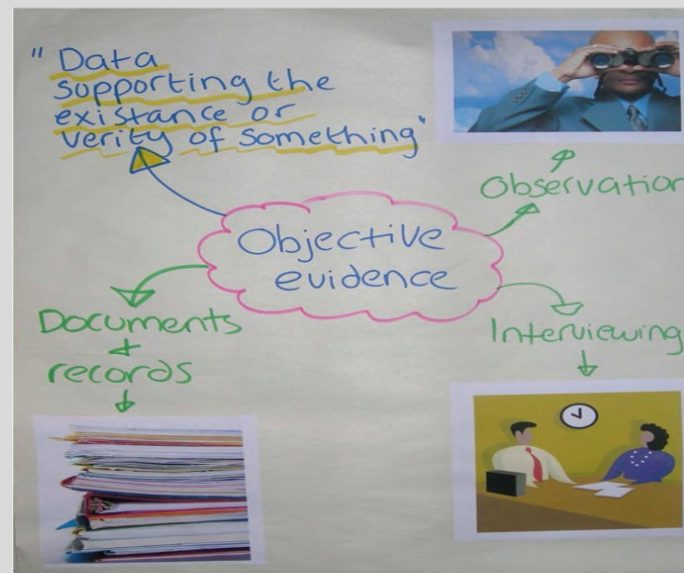 " Data
supporting the
existance or
verity of something"
Objective
evidence
Observation
Documents
+
records
Interviewing